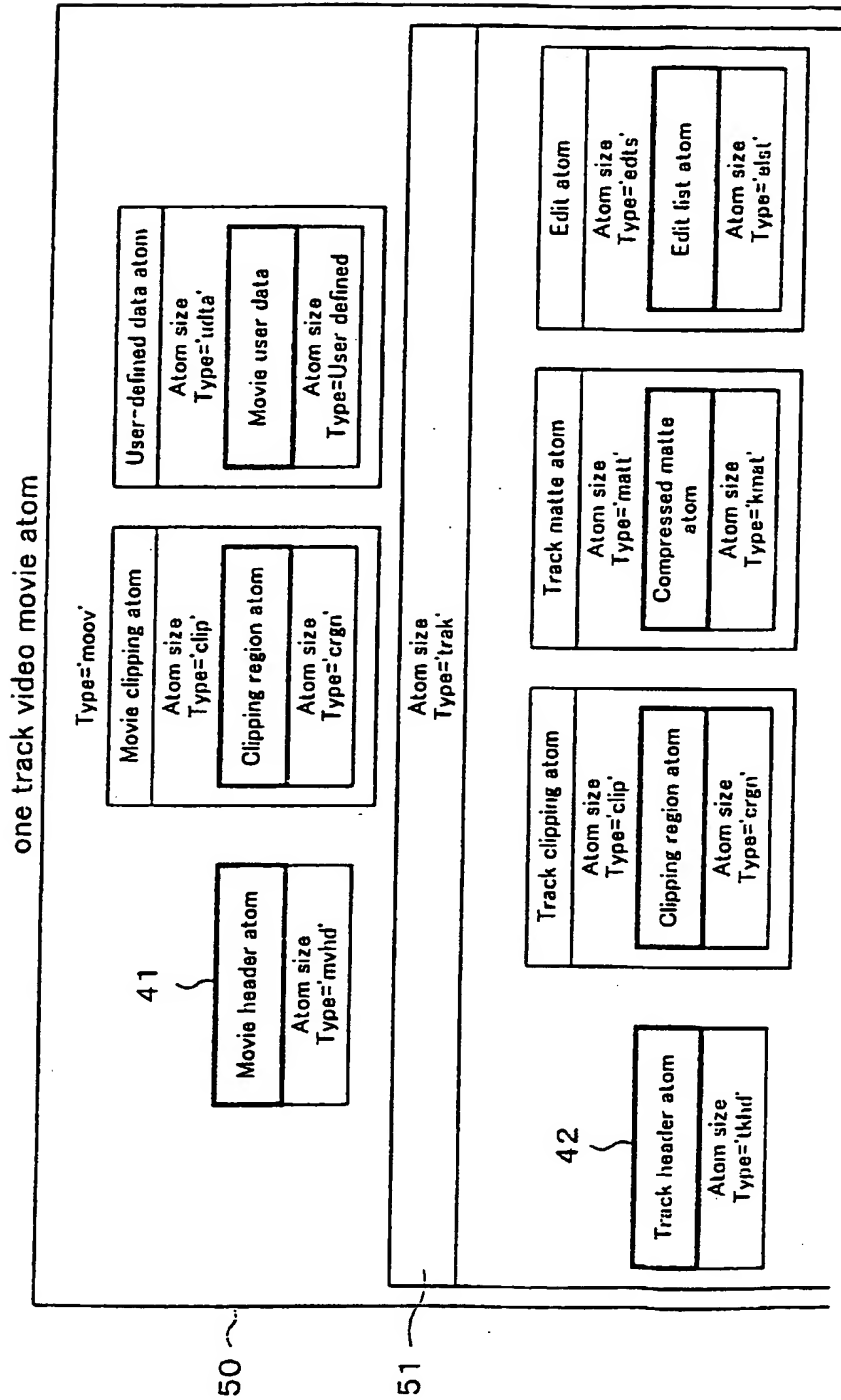 one track video movie atom
50
Type='moov'
41
Movie header atom
Atom size
Type='mvhd'
Movie clipping atom
Atom size
Type='clip'
Clipping region atom
Atom size
Type='crgn'
User-defined data atom
Atom size
Type='udta'
Movie user data
Atom size
Type=User defined
51
Atom size
Type='trak'
42
Track header atom
Atom size
Type='tkhd'
Track clipping atom
Atom size
Type='clip'
Clipping region atom
Atom size
Type='crgn'
Track matte atom
Atom size
Type='matt'
Compressed matte
atom
Atom size
Type='kmat'
Edit atom
Atom size
Type='edts'
Edit list atom
Atom size
Type='elst'